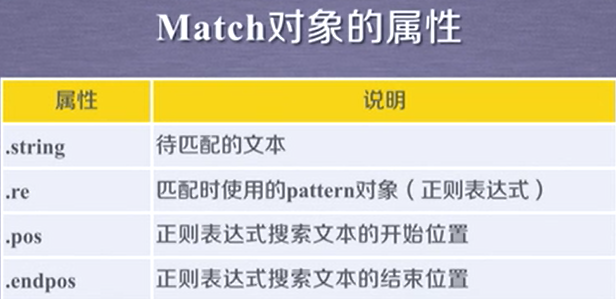 Match对象的属性
属性 说明
.string 待匹配的文本
.re 匹配时使用的pattern对象（正则表达式）
.pos 正则表达式搜索文本的开始位置
.endpos 正则表达式搜索文本的结束位置